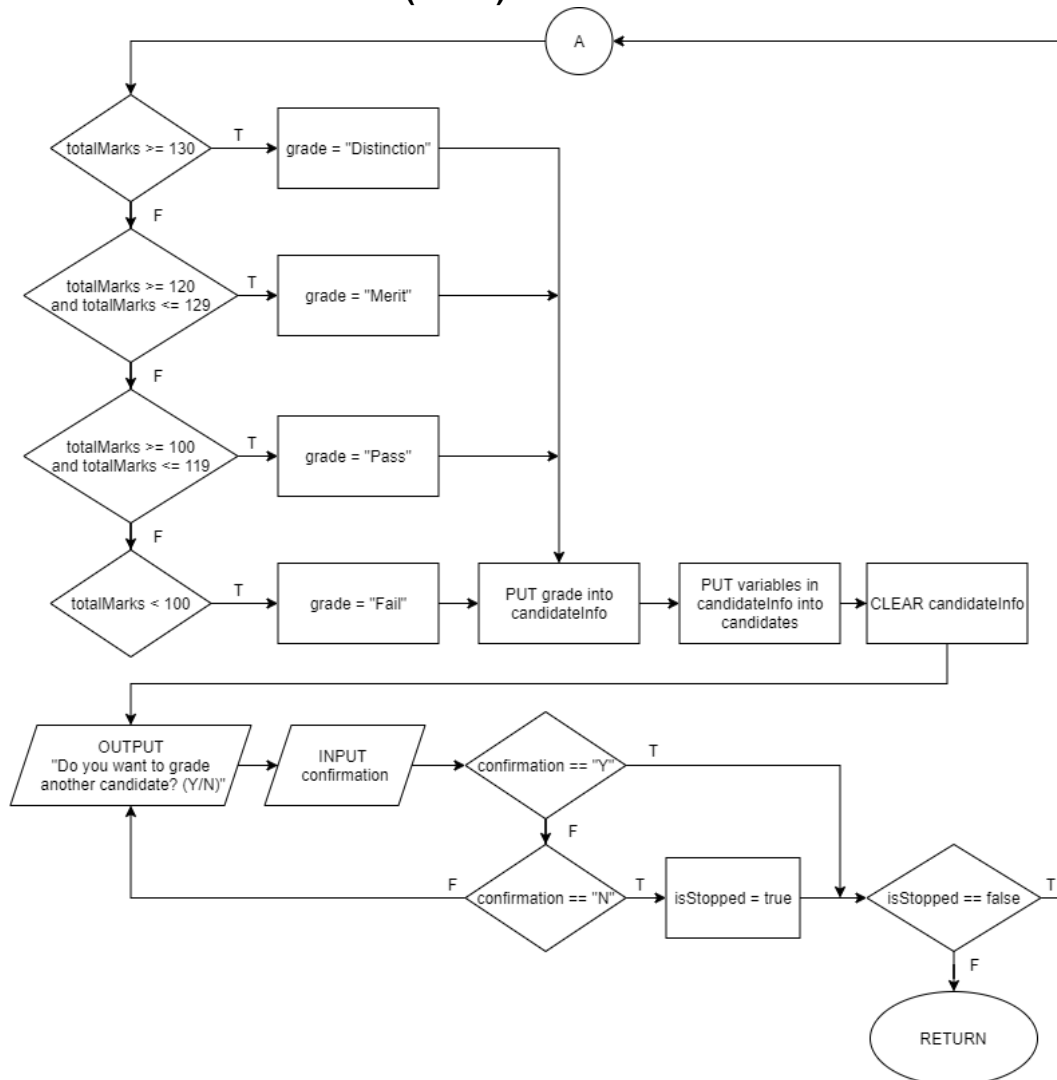 A
totalMarks >= 130
T
grade = "Distinction"
F
totalMarks >= 120
and totalMarks <= 129
T
grade = "Merit"
F
totalMarks >= 100
and totalMarks <= 119
T
grade = "Pass"
F
totalMarks < 100
T
grade = "Fail"
PUT grade into
candidateInfo
PUT variables in
candidateInfo into
candidates
CLEAR candidateInfo
OUTPUT
"Do you want to grade
another candidate? (Y/N)"
INPUT
confirmation
confirmation == "Y"
T
F
confirmation == "N"
F
T
isStopped = true
isStopped == false
T
F
RETURN